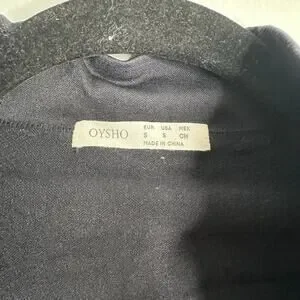 OYSHO
EUR USA MEX
S S CH
MADE IN CHINA